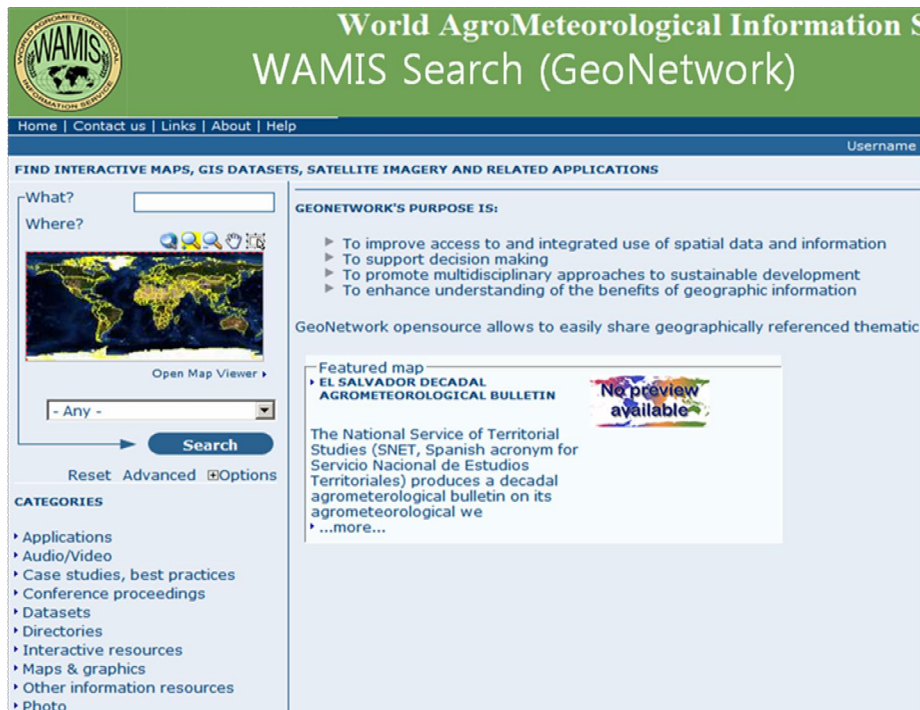 WORLD AGROMETEOROLOGICAL
WAMIS
INFORMATION SERVICE
World AgroMeteorological Information S
WAMIS Search (GeoNetwork)
Home | Contact us | Links | About | Help
Username
FIND INTERACTIVE MAPS, GIS DATASETS, SATELLITE IMAGERY AND RELATED APPLICATIONS
What?
Where?
Open Map Viewer
- Any -
Search
Reset Advanced Options
CATEGORIES
Applications
Audio/Video
Case studies, best practices
Conference proceedings
Datasets
Directories
Interactive resources
Maps & graphics
Other information resources
Photo
GEONETWORK'S PURPOSE IS:
To improve access to and integrated use of spatial data and information
To support decision making
To promote multidisciplinary approaches to sustainable development
To enhance understanding of the benefits of geographic information
GeoNetwork opensource allows to easily share geographically referenced thematic
Featured map
EL SALVADOR DECADAL
AGROMETEOROLOGICAL BULLETIN
No preview
available
The National Service of Territorial
Studies (SNET, Spanish acronym for
Servicio Nacional de Estudios
Territoriales) produces a decadal
agrometerological bulletin on its
agrometeorological we
...more...